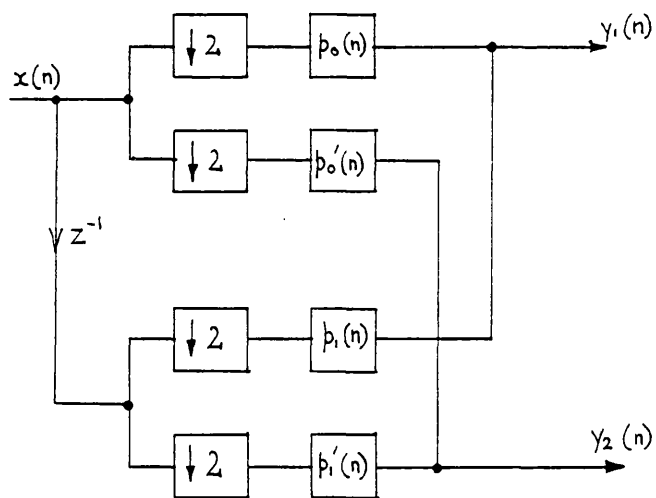 ↓ 2
p₀(n)
y₁(n)
x(n)
↓ 2
p₀'(n)
z⁻¹
↓ 2
p₁(n)
↓ 2
p₁'(n)
y₂(n)